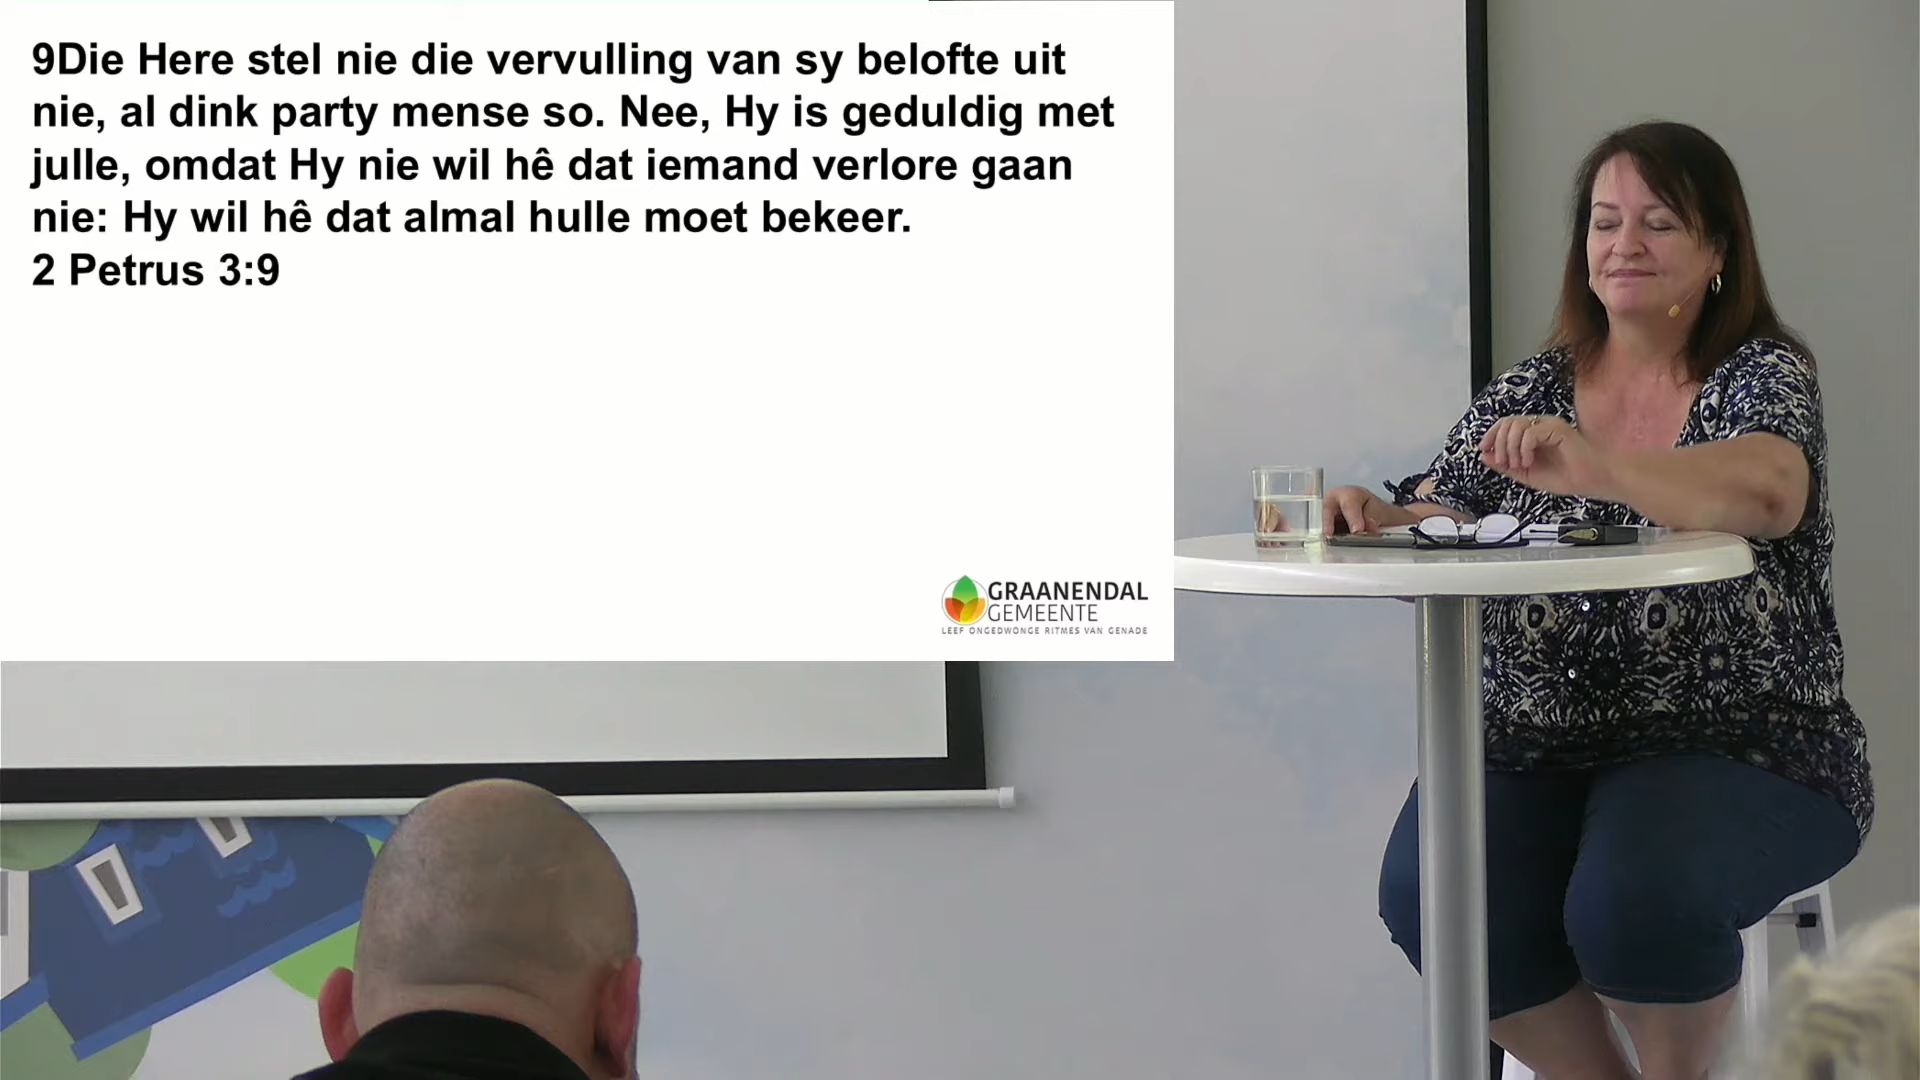 9Die Here stel nie die vervulling van sy belofte uit
nie, al dink party mense so. Nee, Hy is geduldig met
julle, omdat Hy nie wil hê dat iemand verlore gaan
nie: Hy wil hê dat almal hulle moet bekeer.
2 Petrus 3:9
GRAANENDAL
GEMEENTE
LEEF ONGEDWONGE RITMES VAN GENADE